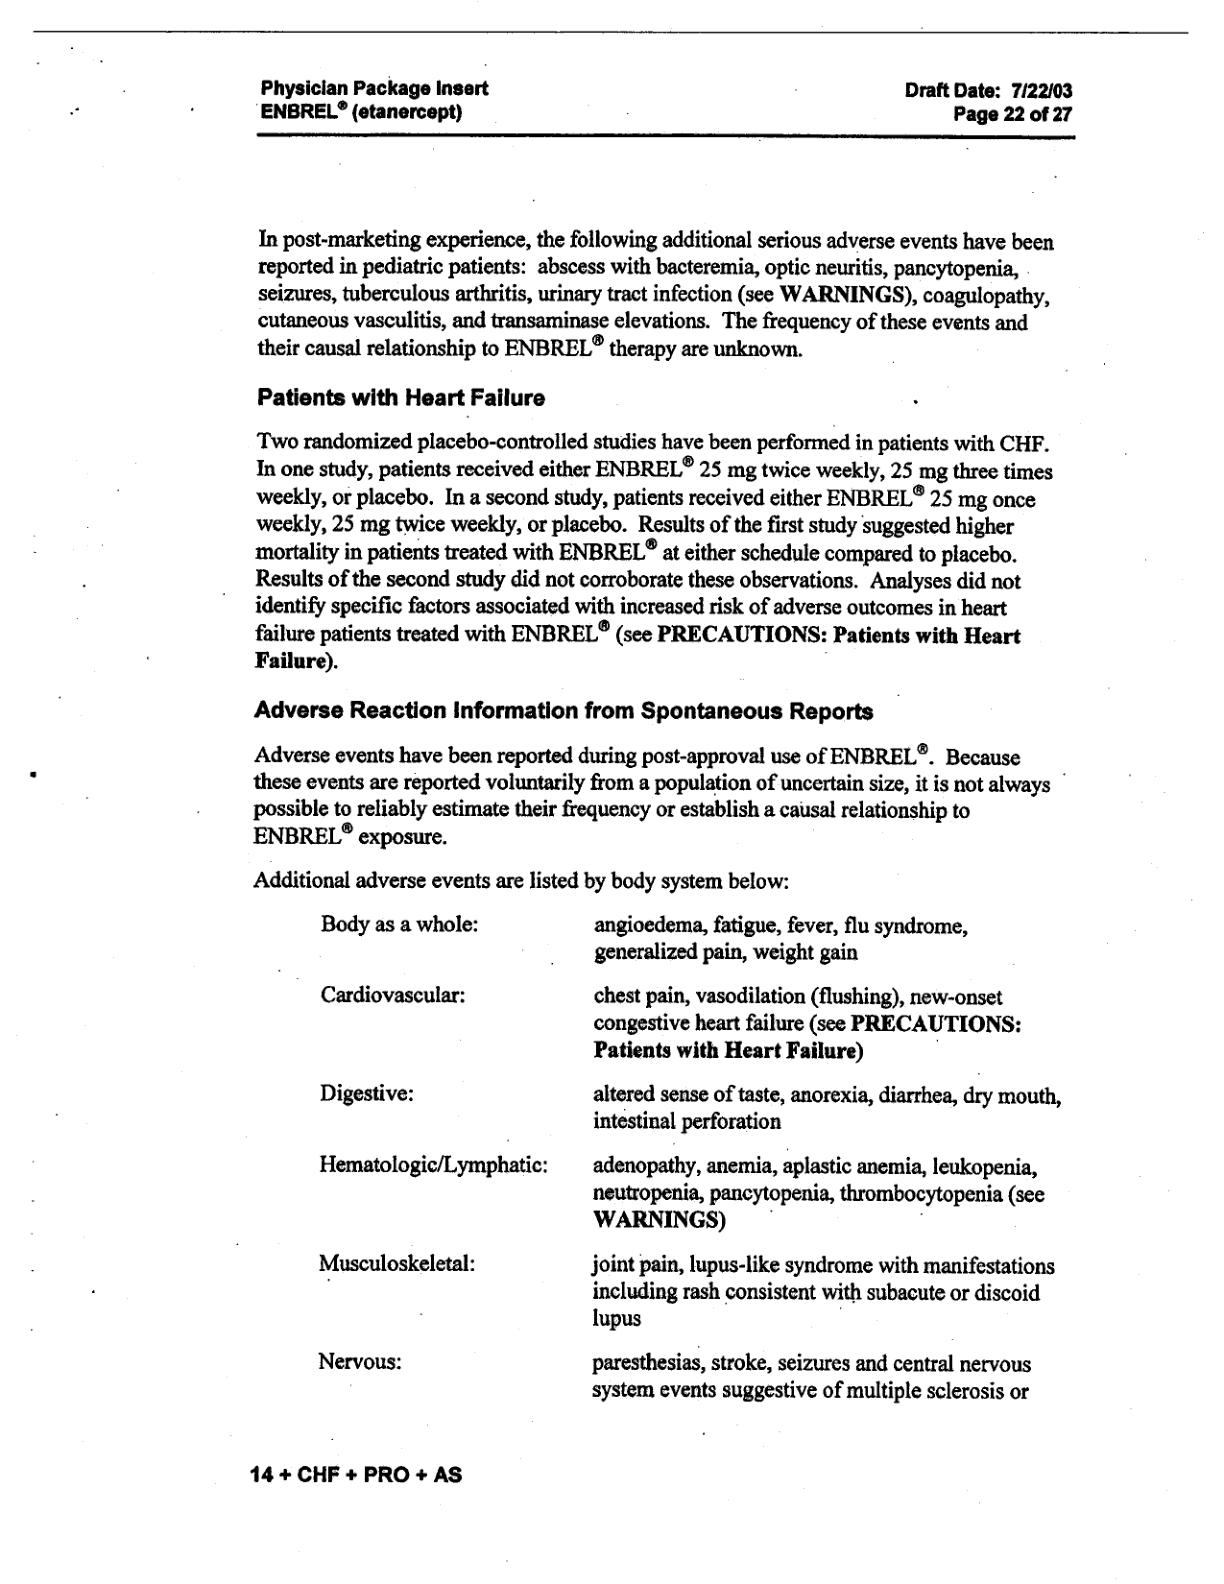 Physician Package Insert
ENBREL® (etanercept)
Draft Date: 7/22/03
Page 22 of 27
In post-marketing experience, the following additional serious adverse events have been
reported in pediatric patients: abscess with bacteremia, optic neuritis, pancytopenia,
seizures, tuberculous arthritis, urinary tract infection (see WARNINGS), coagulopathy,
cutaneous vasculitis, and transaminase elevations. The frequency of these events and
their causal relationship to ENBREL® therapy are unknown.
Patients with Heart Failure
Two randomized placebo-controlled studies have been performed in patients with CHF.
In one study, patients received either ENBREL® 25 mg twice weekly, 25 mg three times
weekly, or placebo. In a second study, patients received either ENBREL® 25 mg once
weekly, 25 mg twice weekly, or placebo. Results of the first study suggested higher
mortality in patients treated with ENBREL® at either schedule compared to placebo.
Results of the second study did not corroborate these observations. Analyses did not
identify specific factors associated with increased risk of adverse outcomes in heart
failure patients treated with ENBREL® (see PRECAUTIONS: Patients with Heart
Failure).
Adverse Reaction Information from Spontaneous Reports
Adverse events have been reported during post-approval use of ENBREL®. Because
these events are reported voluntarily from a population of uncertain size, it is not always
possible to reliably estimate their frequency or establish a causal relationship to
ENBREL® exposure.
Additional adverse events are listed by body system below:
Body as a whole: angioedema, fatigue, fever, flu syndrome,
generalized pain, weight gain
Cardiovascular: chest pain, vasodilation (flushing), new-onset
congestive heart failure (see PRECAUTIONS:
Patients with Heart Failure)
Digestive: altered sense of taste, anorexia, diarrhea, dry mouth,
intestinal perforation
Hematologic/Lymphatic: adenopathy, anemia, aplastic anemia, leukopenia,
neutropenia, pancytopenia, thrombocytopenia (see
WARNINGS)
Musculoskeletal: joint pain, lupus-like syndrome with manifestations
including rash consistent with subacute or discoid
lupus
Nervous: paresthesias, stroke, seizures and central nervous
system events suggestive of multiple sclerosis or
14 + CHF + PRO + AS